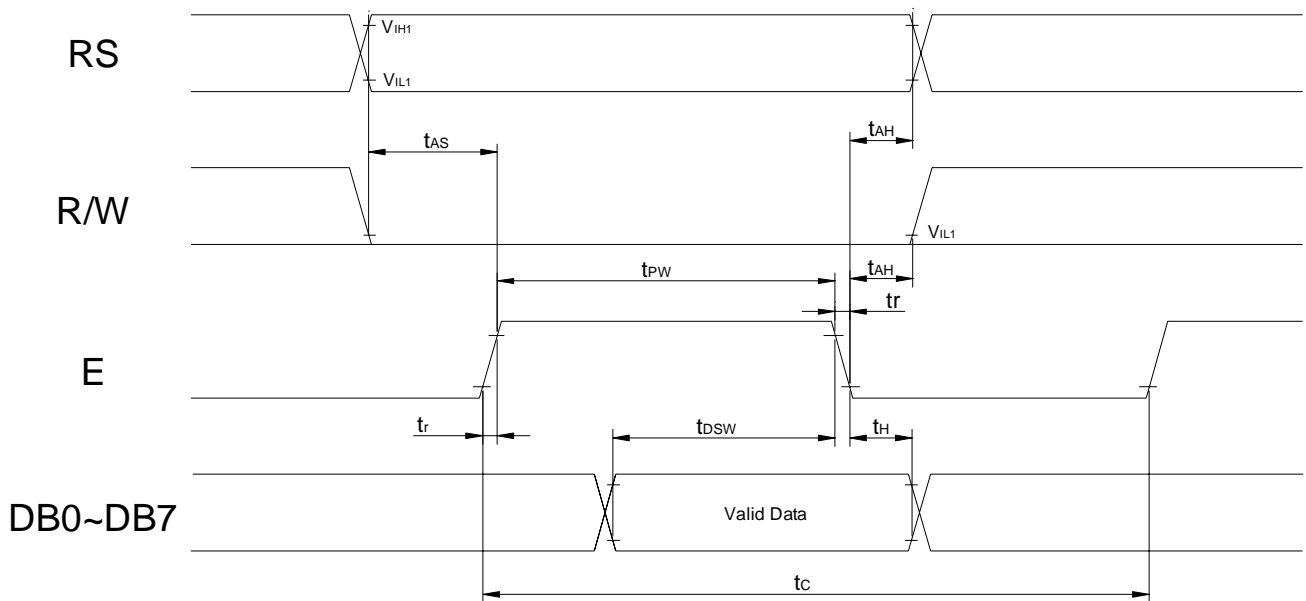 RS
VIH1
VIL1
tAS
tAH
R/W
VIL1
tPW
tAH
tr
E
tr
tDSW
tH
DB0~DB7
Valid Data
tC